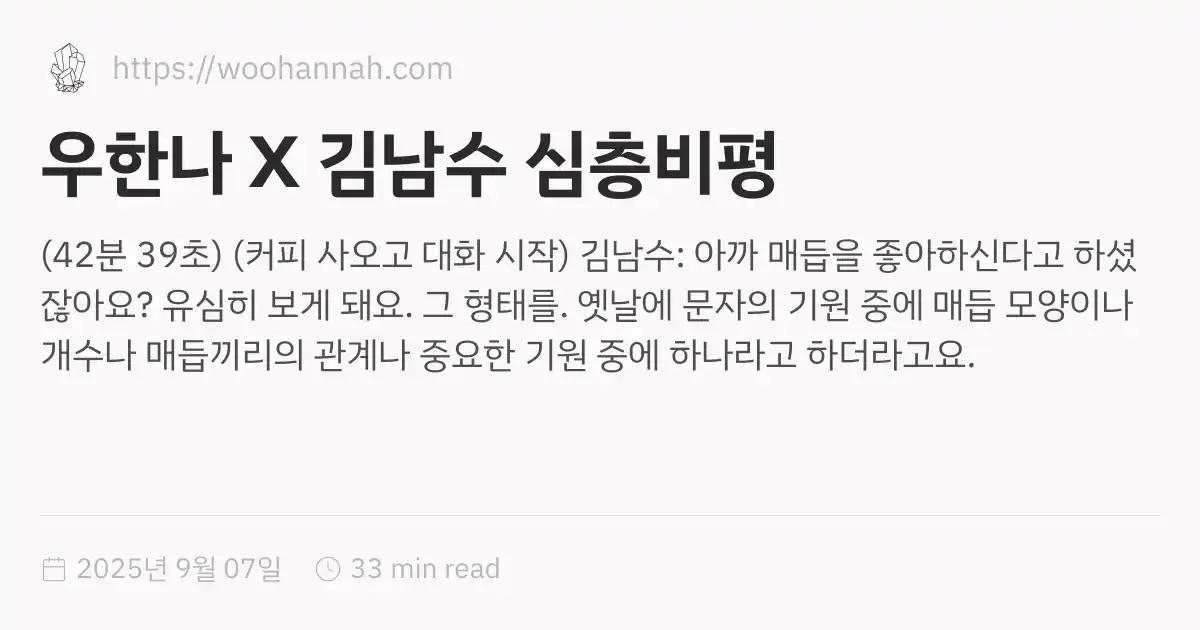 https://woohannah.com
우한나 X 김남수 심층비평
(42분 39초) (커피 사오고 대화 시작) 김남수: 아까 매듭을 좋아하신다고 하셨
잖아요? 유심히 보게 돼요. 그 형태를. 옛날에 문자의 기원 중에 매듭 모양이나
개수나 매듭끼리의 관계나 중요한 기원 중에 하나라고 하더라고요.
2025년 9월 07일 33 min read